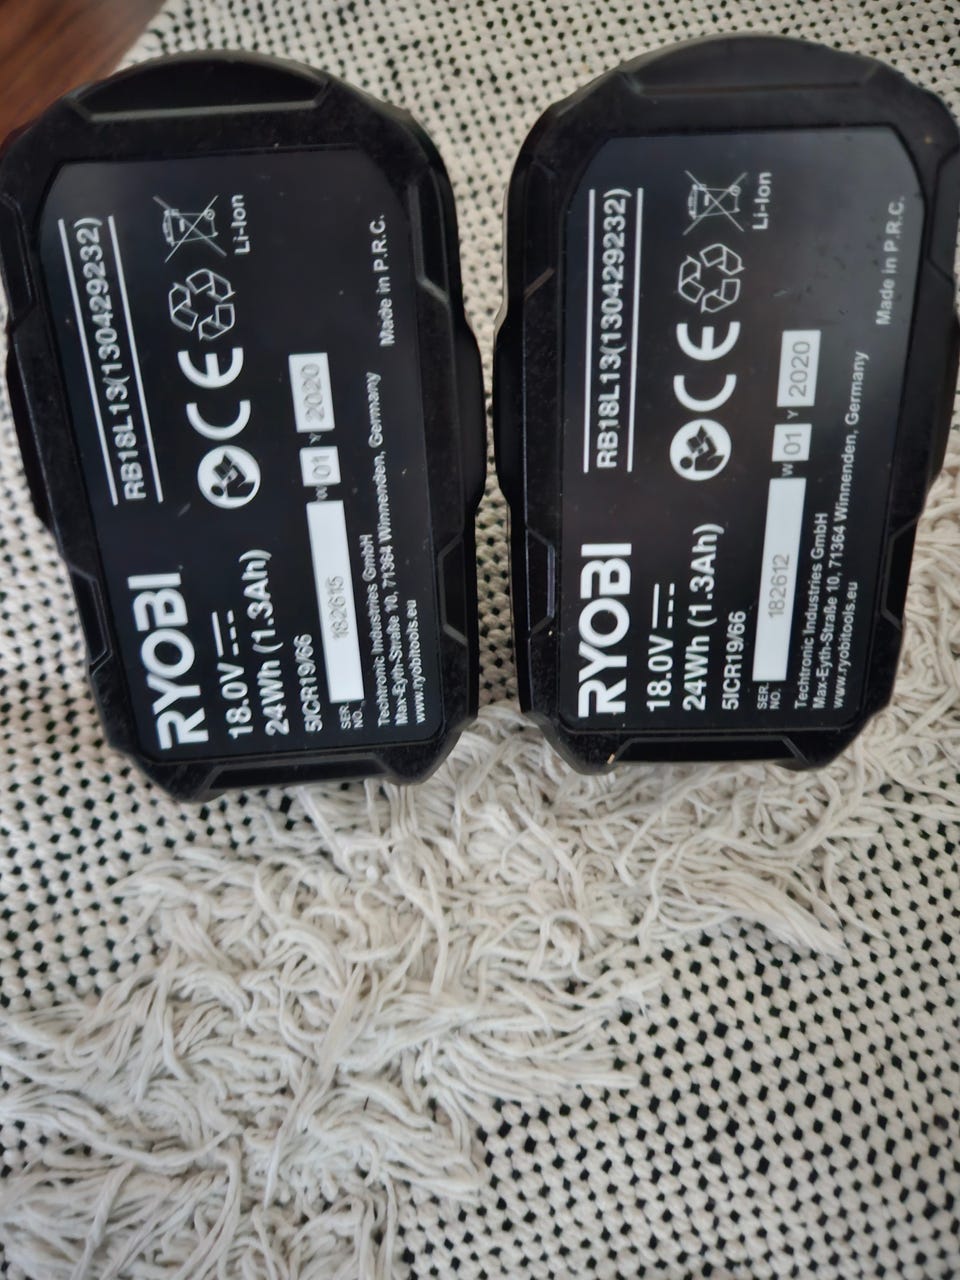 RYOBI
RB18L13(130429232)
18.0V
24Wh (1.3Ah)
5ICR19/66
Li-Ion
SER. NO. 182615 W 01 Y 2020
Techtronic Industries GmbH
Max-Eyth-Straße 10, 71364 Winnenden, Germany
www.ryobitools.eu
Made in P.R.C.
RYOBI
RB18L13(130429232)
18.0V
24Wh (1.3Ah)
5ICR19/66
Li-Ion
SER. NO. 182612 W 01 Y 2020
Techtronic Industries GmbH
Max-Eyth-Straße 10, 71364 Winnenden, Germany
www.ryobitools.eu
Made in P.R.C.